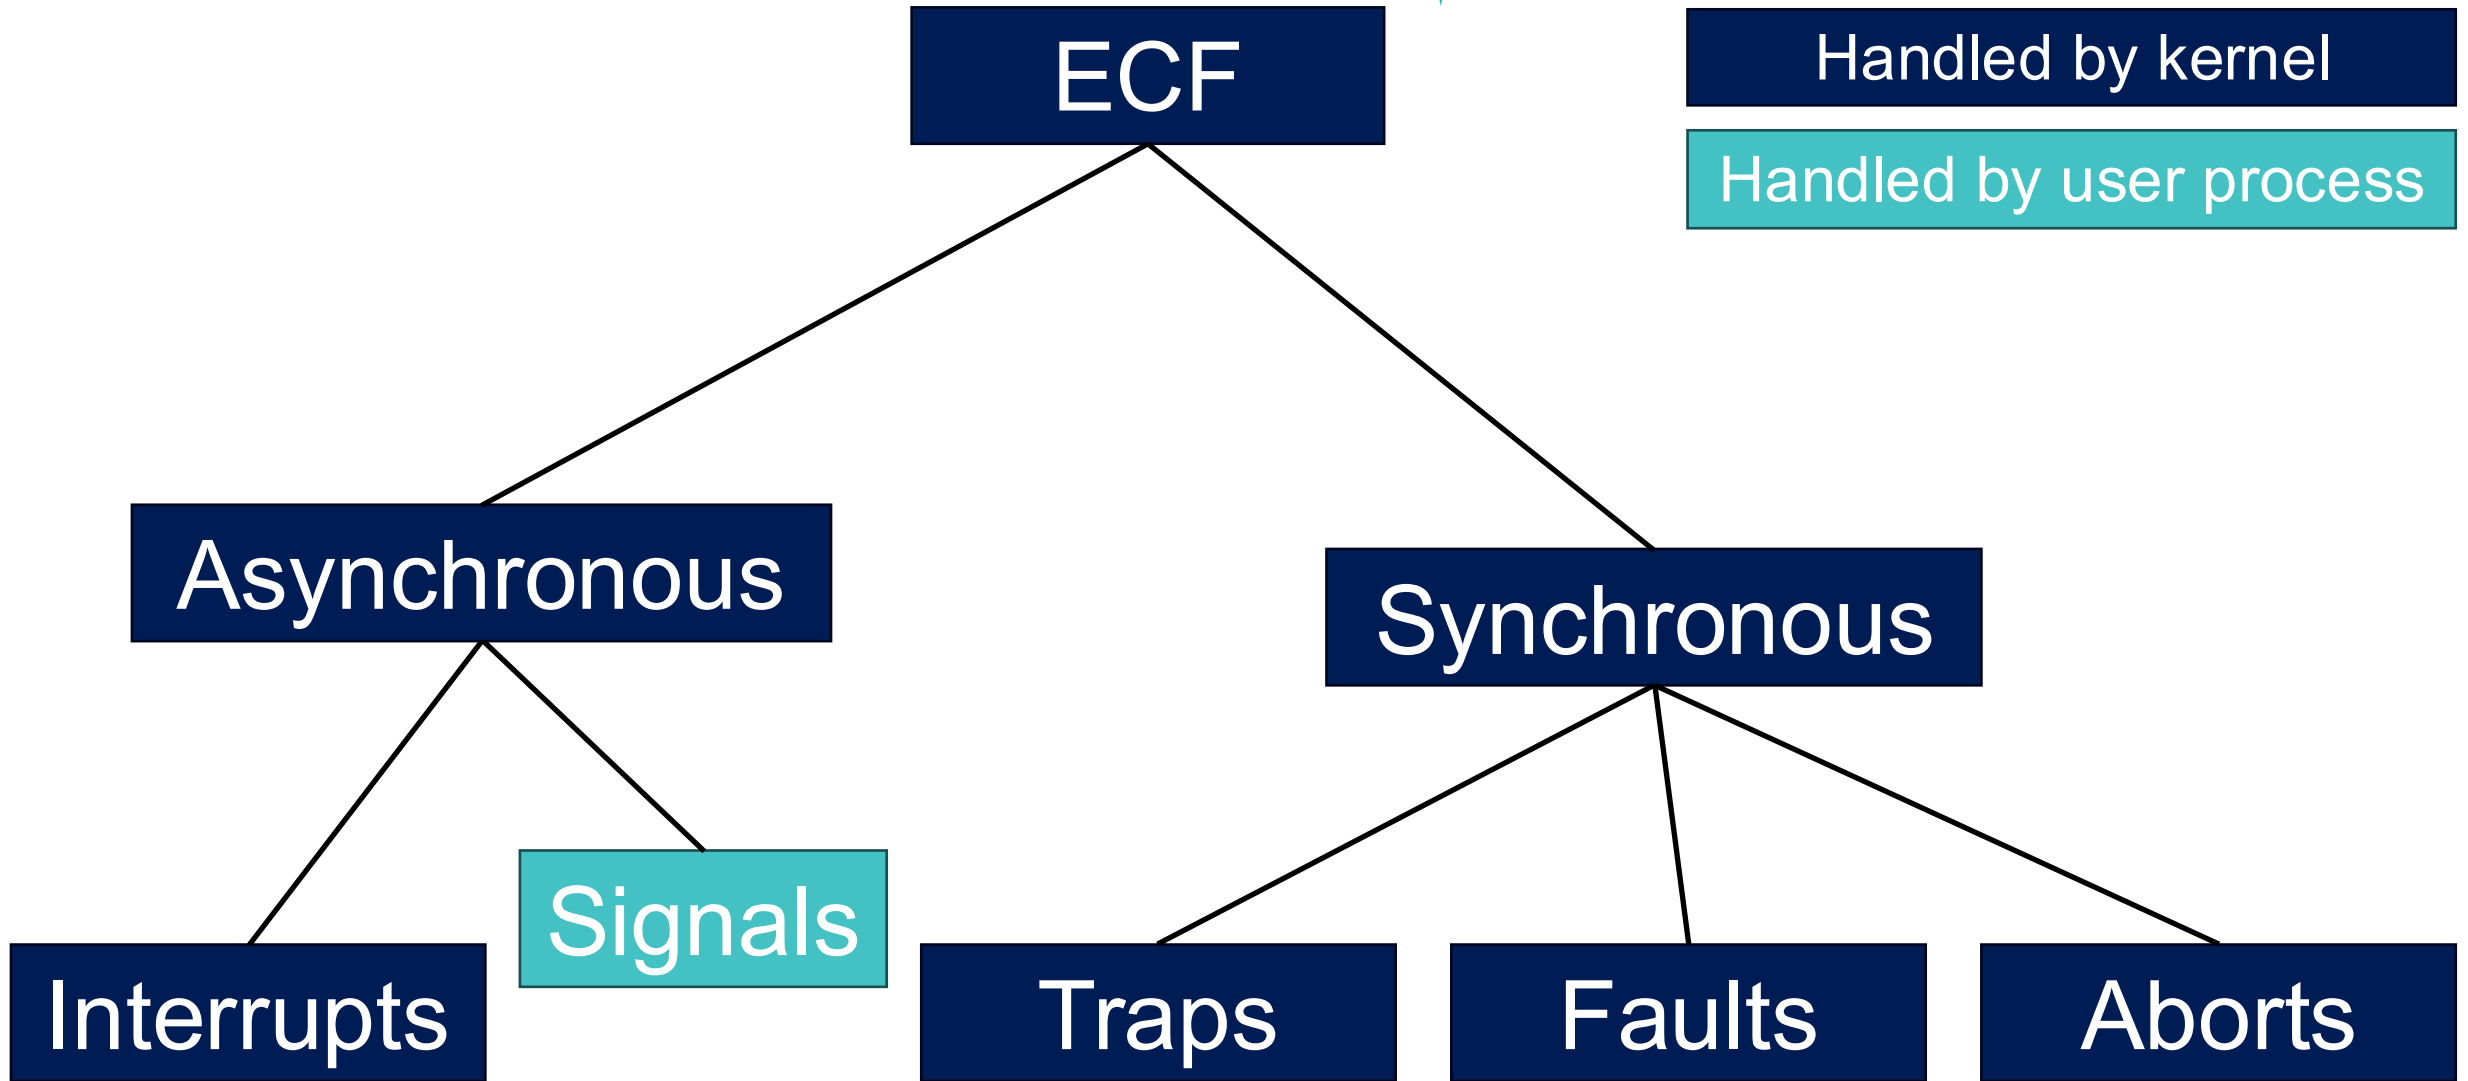 ECF
Handled by kernel
Handled by user process
Asynchronous
Synchronous
Signals
Interrupts
Traps
Faults
Aborts